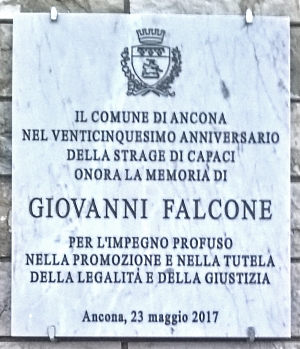 IL COMUNE DI ANCONA
NEL VENTICINQUESIMO ANNIVERSARIO
DELLA STRAGE DI CAPACI
ONORA LA MEMORIA DI
GIOVANNI FALCONE
PER L'IMPEGNO PROFUSO
NELLA PROMOZIONE E NELLA TUTELA
DELLA LEGALITÀ E DELLA GIUSTIZIA
Ancona, 23 maggio 2017